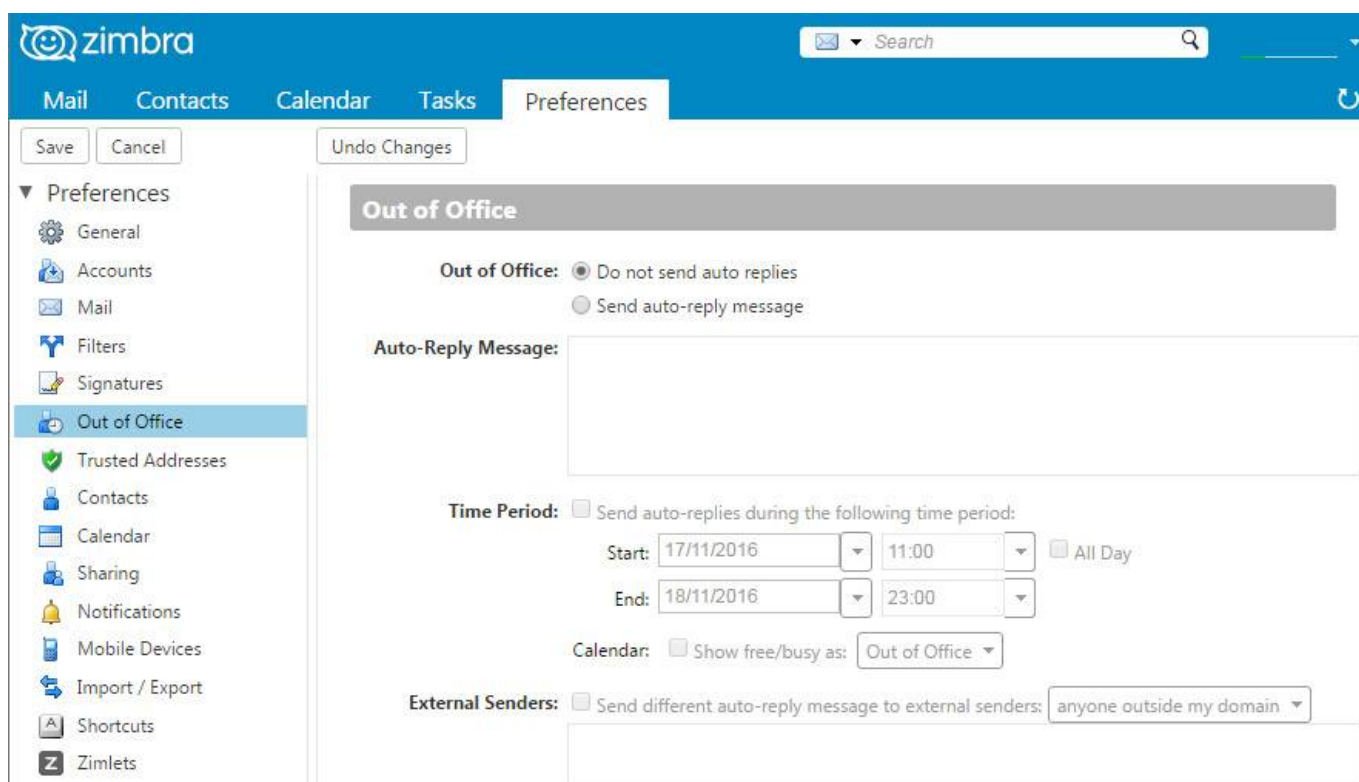 zimbra
Search
Mail Contacts Calendar Tasks Preferences
Save Cancel Undo Changes
Preferences
General
Accounts
Mail
Filters
Signatures
Out of Office
Trusted Addresses
Contacts
Calendar
Sharing
Notifications
Mobile Devices
Import / Export
A Shortcuts
Z Zimlets
Out of Office
Out of Office: Do not send auto replies
Send auto-reply message
Auto-Reply Message:
Time Period: Send auto-replies during the following time period:
Start: 17/11/2016 11:00 All Day
End: 18/11/2016 23:00
Calendar: Show free/busy as: Out of Office
External Senders: Send different auto-reply message to external senders: anyone outside my domain